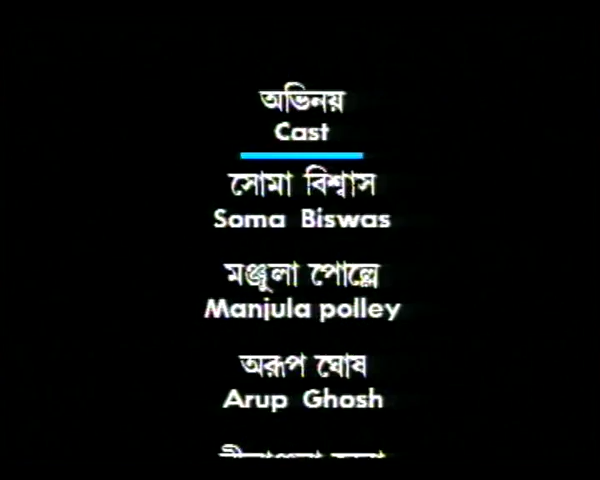 অভিনয়
Cast
সোমা বিশ্বাস
Soma Biswas
মঞ্জুলা পোল্লে
Manjula polley
অরূপ ঘোষ
Arup Ghosh